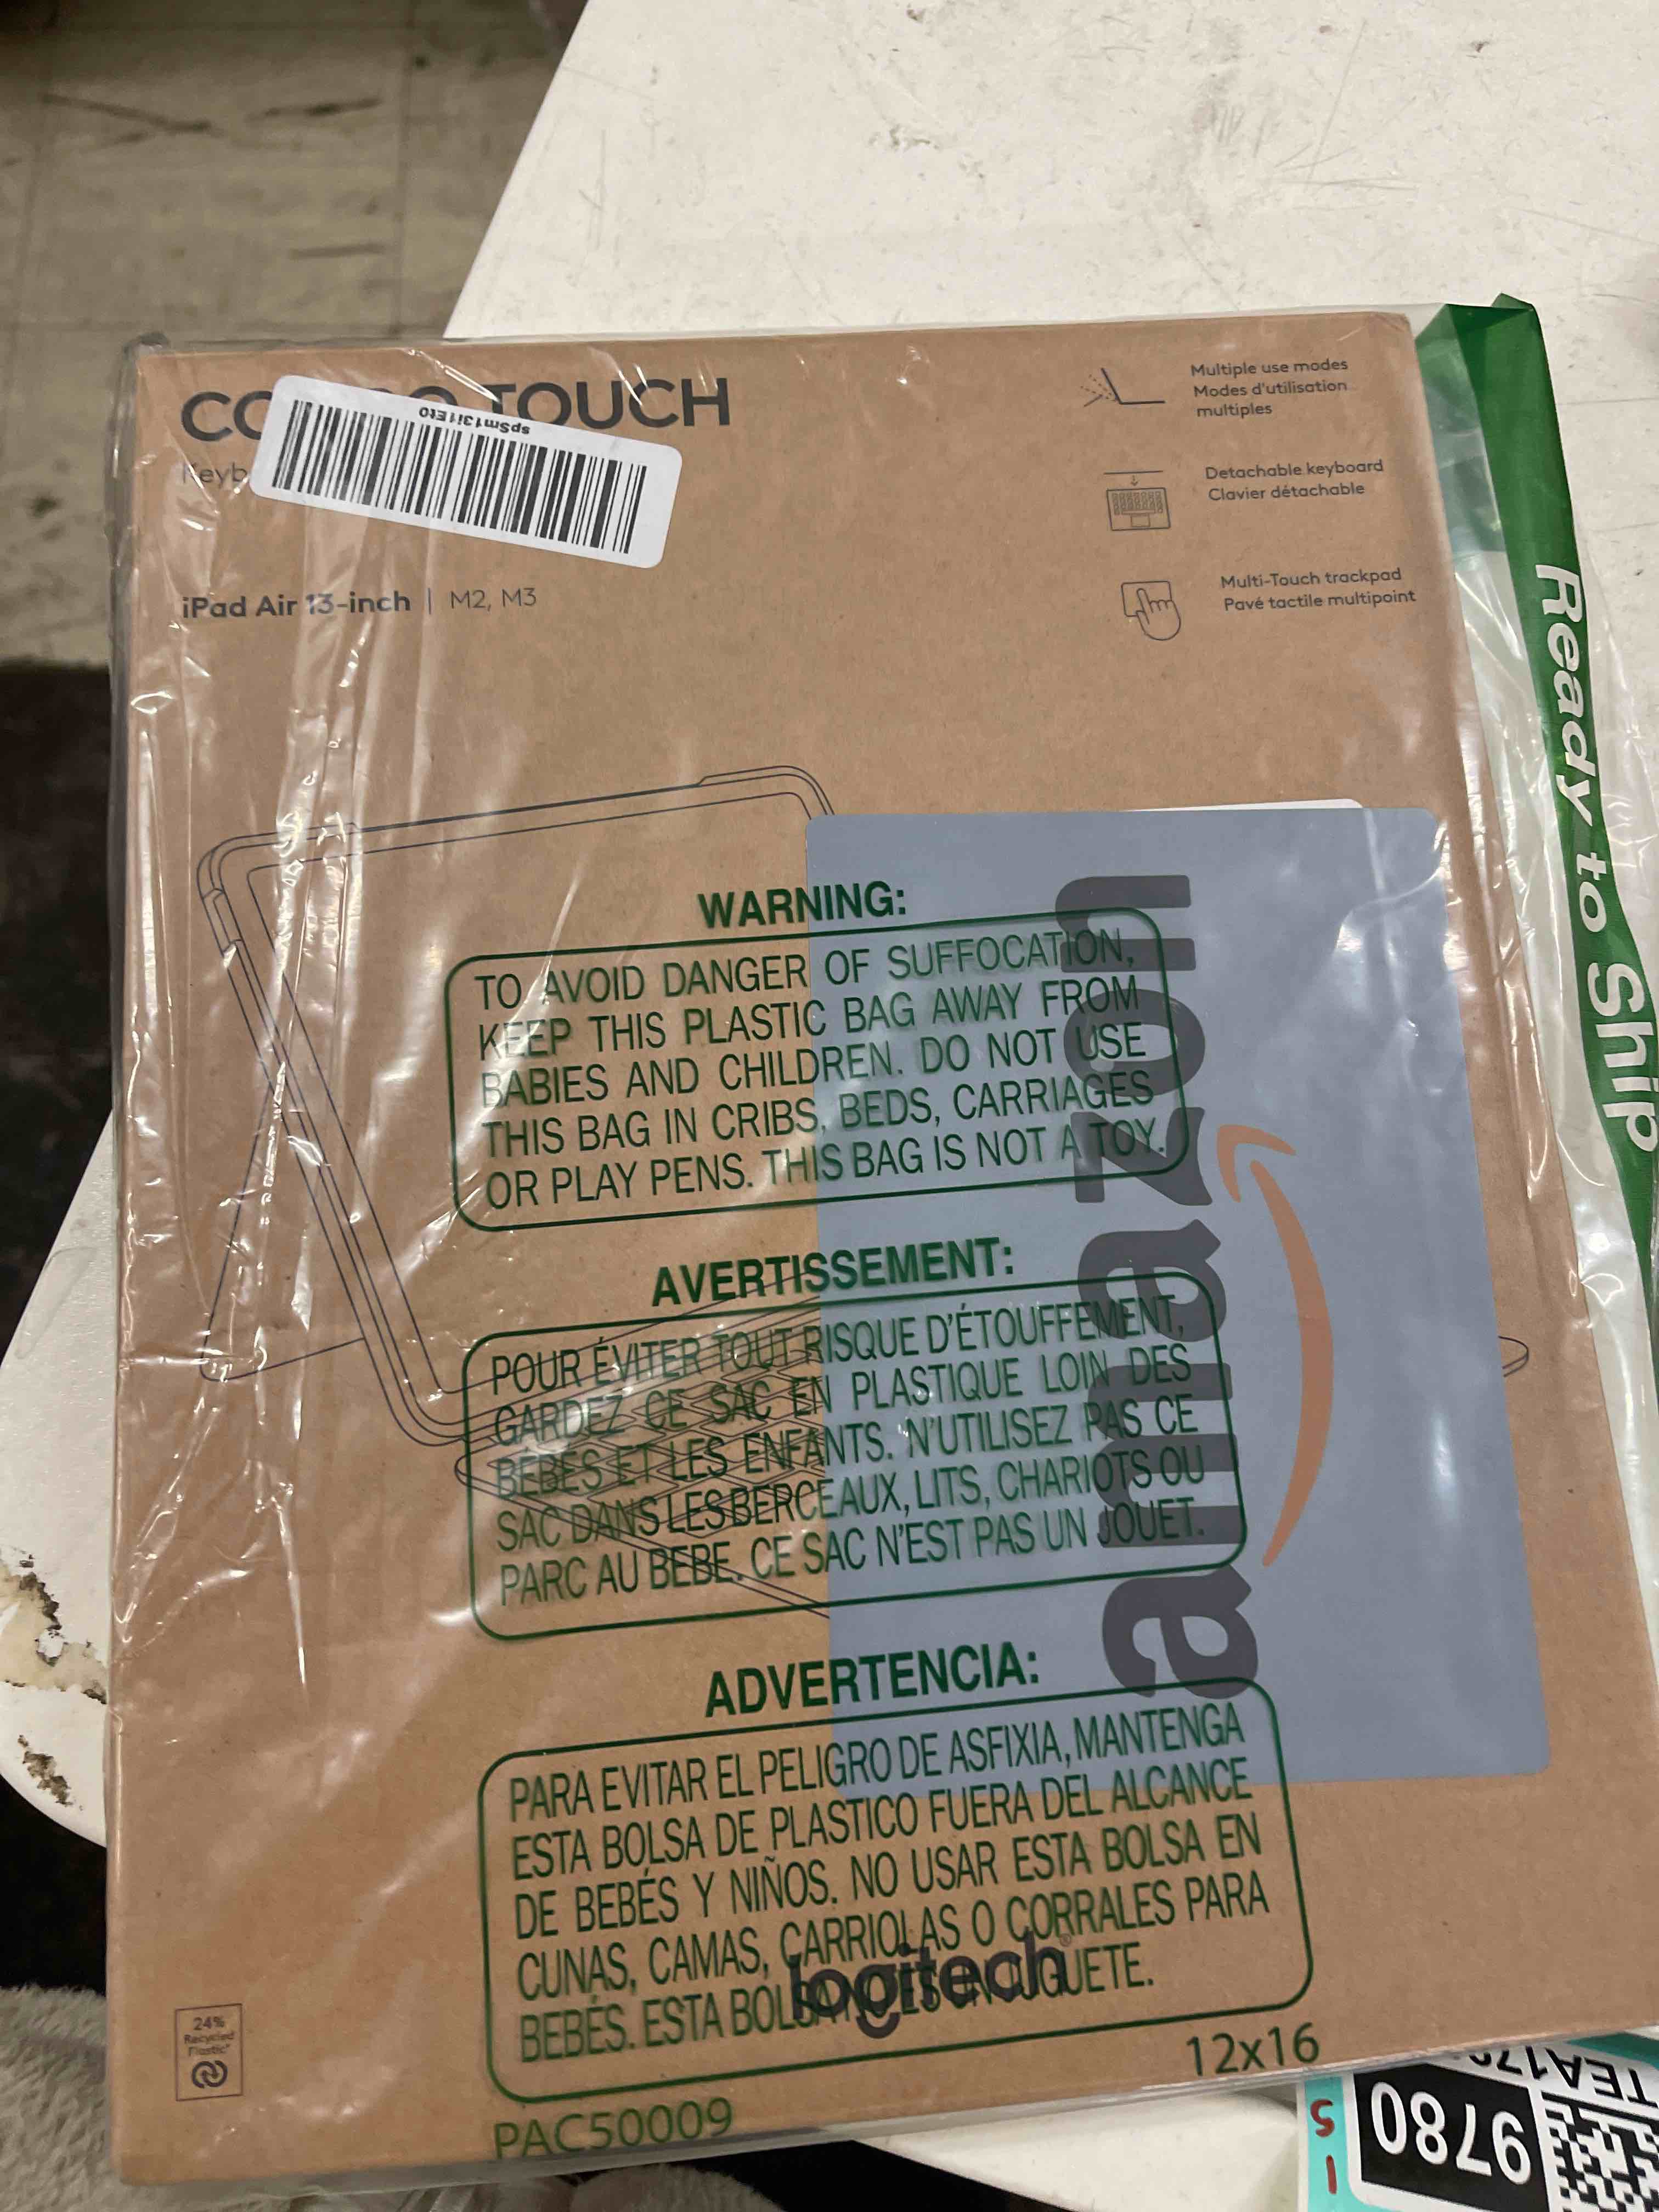 COMBO TOUCH
spSm13i1Et0
Keyb
iPad Air 13-inch | M2, M3
Multiple use modes
Modes d'utilisation
multiples
Detachable keyboard
Clavier détachable
Multi-Touch trackpad
Pavé tactile multipoint
Ready to Ship
amazon
WARNING:
TO AVOID DANGER OF SUFFOCATION,
KEEP THIS PLASTIC BAG AWAY FROM
BABIES AND CHILDREN. DO NOT USE
THIS BAG IN CRIBS, BEDS, CARRIAGES
OR PLAY PENS. THIS BAG IS NOT A TOY.
AVERTISSEMENT:
POUR ÉVITER TOUT RISQUE D'ÉTOUFFEMENT,
GARDEZ CE SAC EN PLASTIQUE LOIN DES
BEBES ET LES ENFANTS. N'UTILISEZ PAS CE
SAC DANS LES BERCEAUX, LITS, CHARIOTS OU
PARC AU BEBE. CE SAC N'EST PAS UN JOUET.
ADVERTENCIA:
PARA EVITAR EL PELIGRO DE ASFIXIA, MANTENGA
ESTA BOLSA DE PLASTICO FUERA DEL ALCANCE
DE BEBÉS Y NIÑOS. NO USAR ESTA BOLSA EN
CUNAS, CAMAS, CARRIOLAS O CORRALES PARA
BEBÉS. ESTA BOLSA NO ES UN JUGUETE.
logitech®
24%
Recycled
Plastic*
12x16
PAC50009
9780
S I